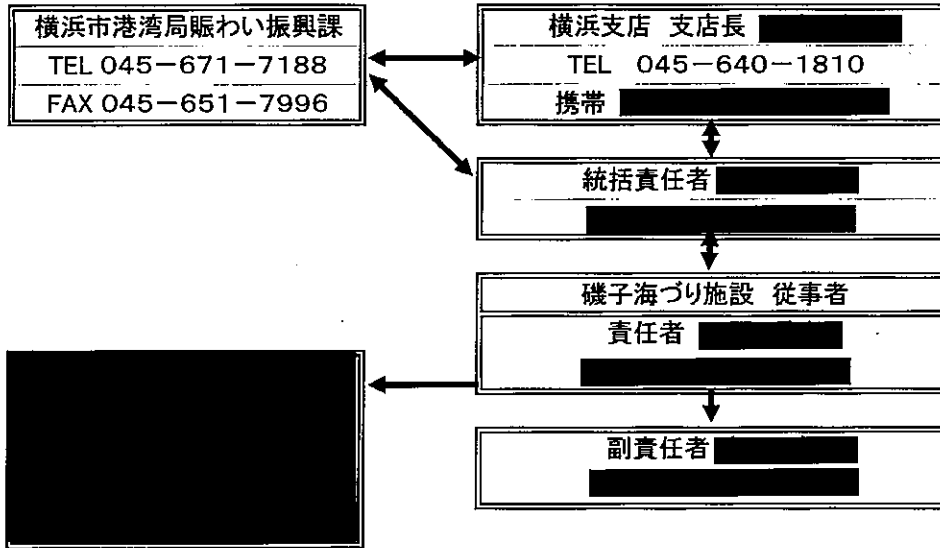 横浜市港湾局賑わい振興課
TEL 045-671-7188
FAX 045-651-7996
横浜支店 支店長
TEL 045-640-1810
携帯
統括責任者
磯子海づり施設 従事者
責任者
副責任者